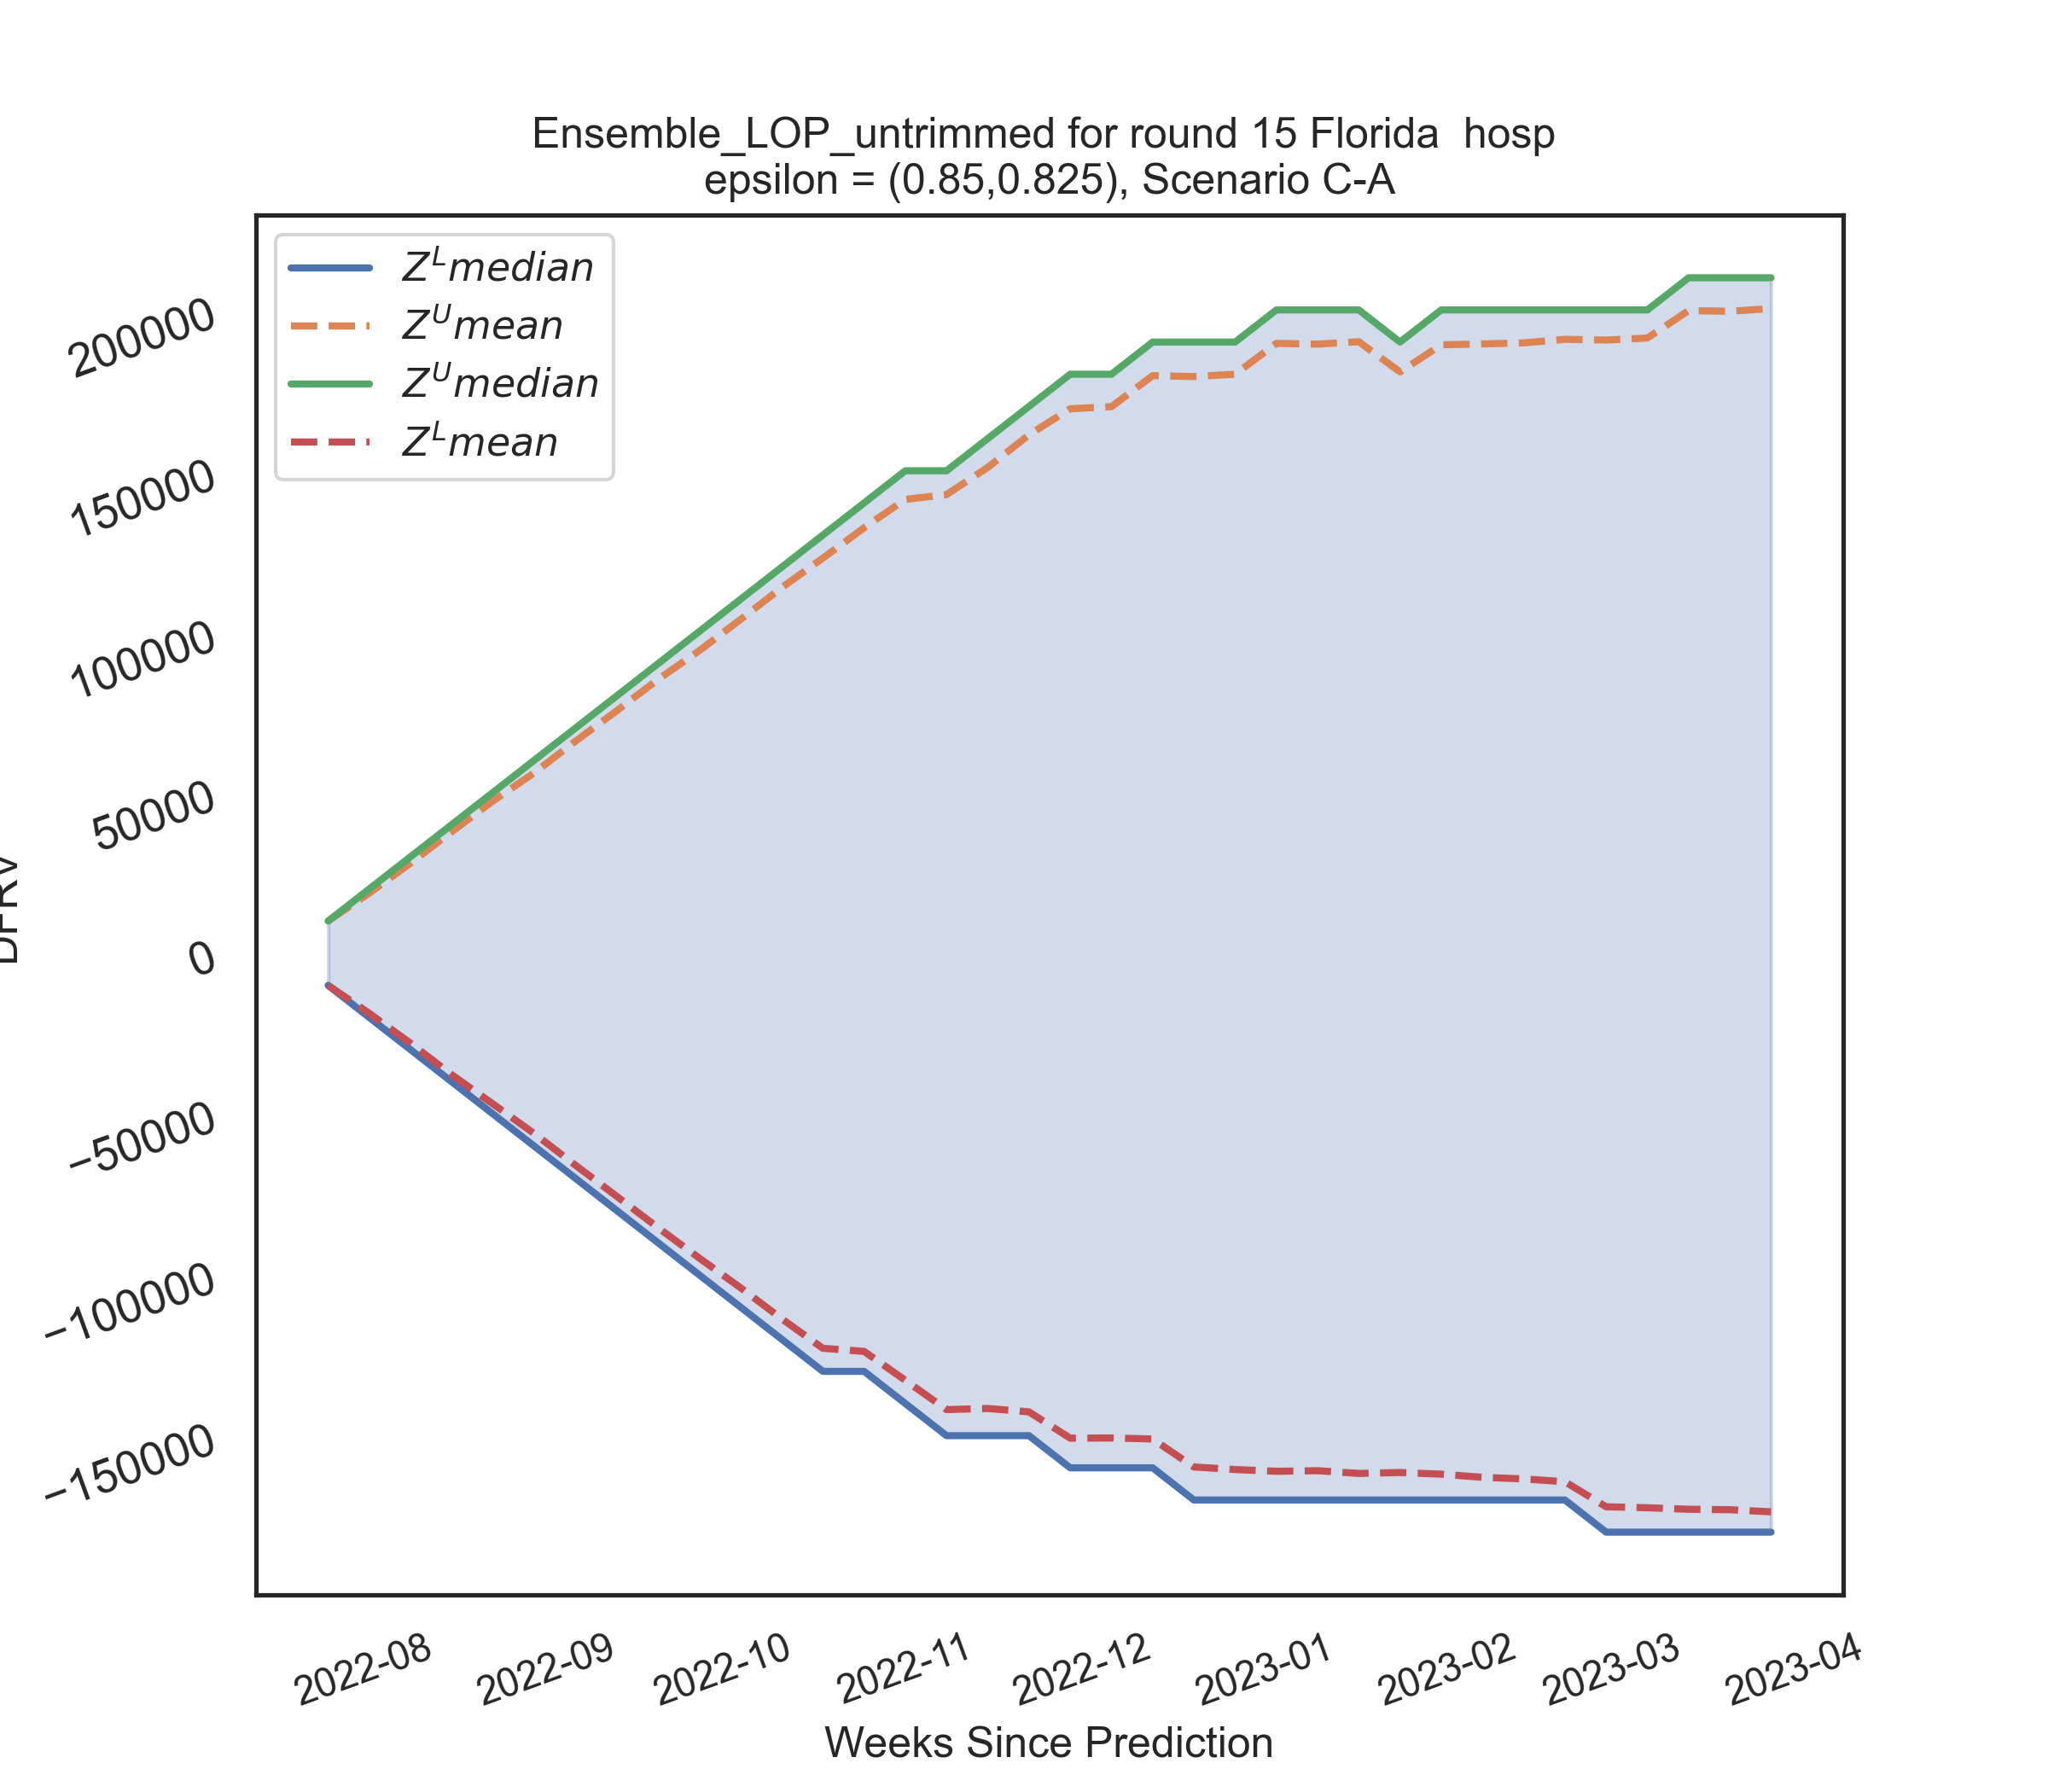 Ensemble_LOP_untrimmed for round 15 Florida  hosp
epsilon = (0.85,0.825), Scenario C-A
Z^L median
Z^U mean
Z^U median
Z^L mean
200000
150000
100000
50000
0
−50000
−100000
−150000
2022-08
2022-09
2022-10
2022-11
2022-12
2023-01
2023-02
2023-03
2023-04
Weeks Since Prediction